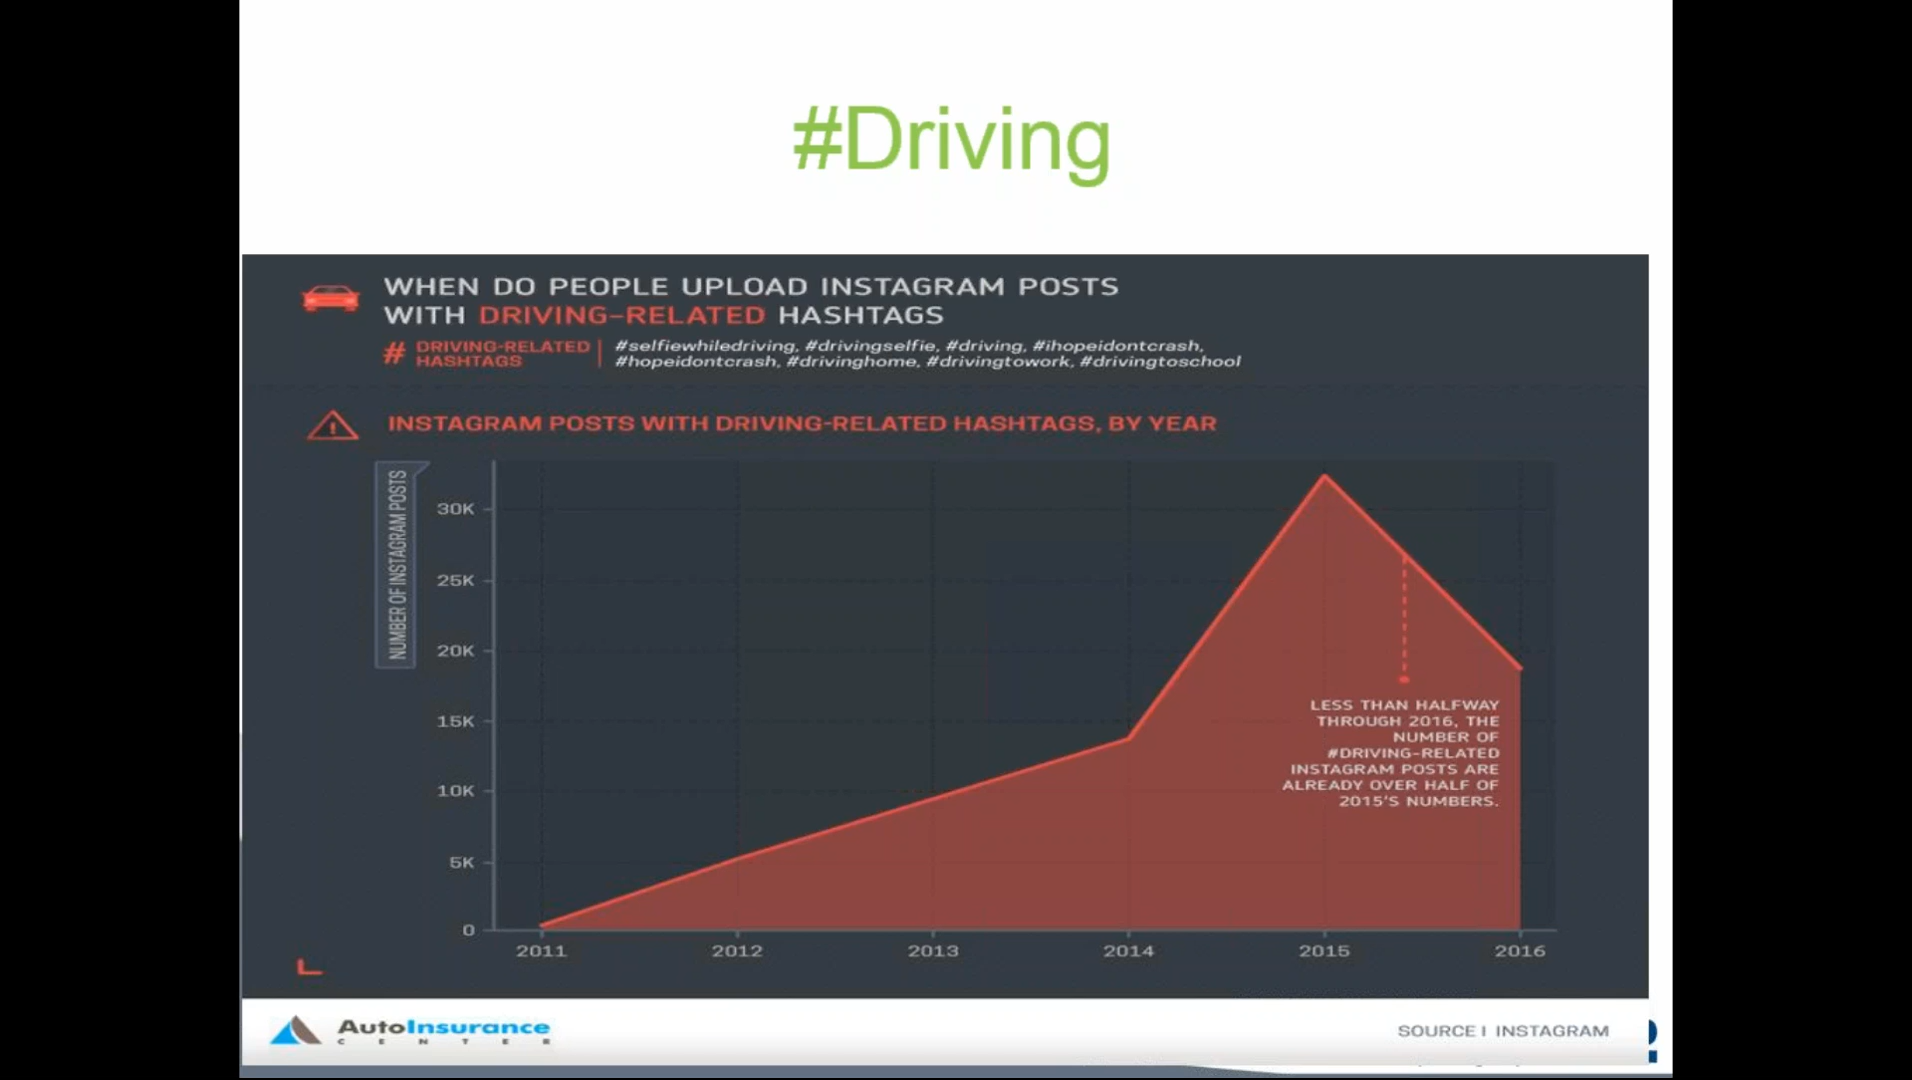 #Driving
WHEN DO PEOPLE UPLOAD INSTAGRAM POSTS
WITH DRIVING-RELATED HASHTAGS
# DRIVING-RELATED HASHTAGS
#selfiewhiledriving, #drivingselfie, #driving, #ihopeidontcrash,
#hopeidontcrash, #drivinghome, #drivingtowork, #drivingtoschool
INSTAGRAM POSTS WITH DRIVING-RELATED HASHTAGS, BY YEAR
NUMBER OF INSTAGRAM POSTS
30K
25K
20K
15K
10K
5K
0
LESS THAN HALFWAY
THROUGH 2016, THE
NUMBER OF
#DRIVING-RELATED
INSTAGRAM POSTS ARE
ALREADY OVER HALF OF
2015'S NUMBERS.
2011 2012 2013 2014 2015 2016
AutoInsurance
CENTER
SOURCE | INSTAGRAM